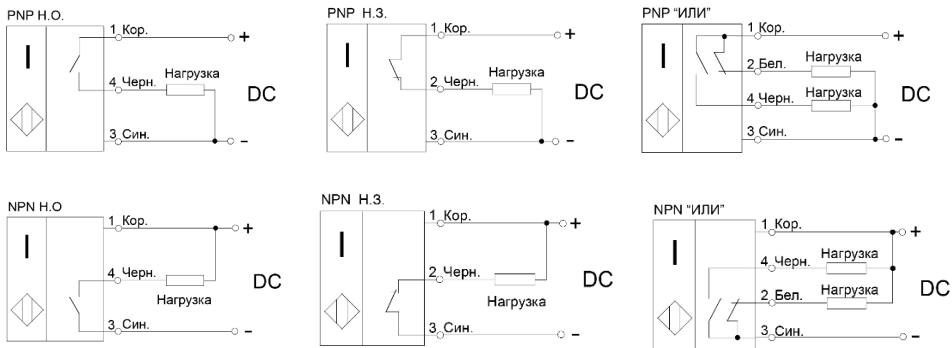 PNP Н.О.
1 Кор.
+
4 Черн.
Нагрузка
DC
3 Син.
-
PNP Н.З.
1 Кор.
+
2 Черн.
Нагрузка
DC
3 Син.
-
PNP “ИЛИ”
1 Кор.
+
2 Бел.
Нагрузка
4 Черн.
Нагрузка
DC
3 Син.
-
NPN Н.О
1 Кор.
+
4 Черн.
Нагрузка
DC
3 Син.
-
NPN Н.З.
1 Кор.
+
2 Черн.
Нагрузка
DC
3 Син.
-
NPN “ИЛИ”
1 Кор.
+
4 Черн.
Нагрузка
2 Бел.
Нагрузка
DC
3 Син.
-